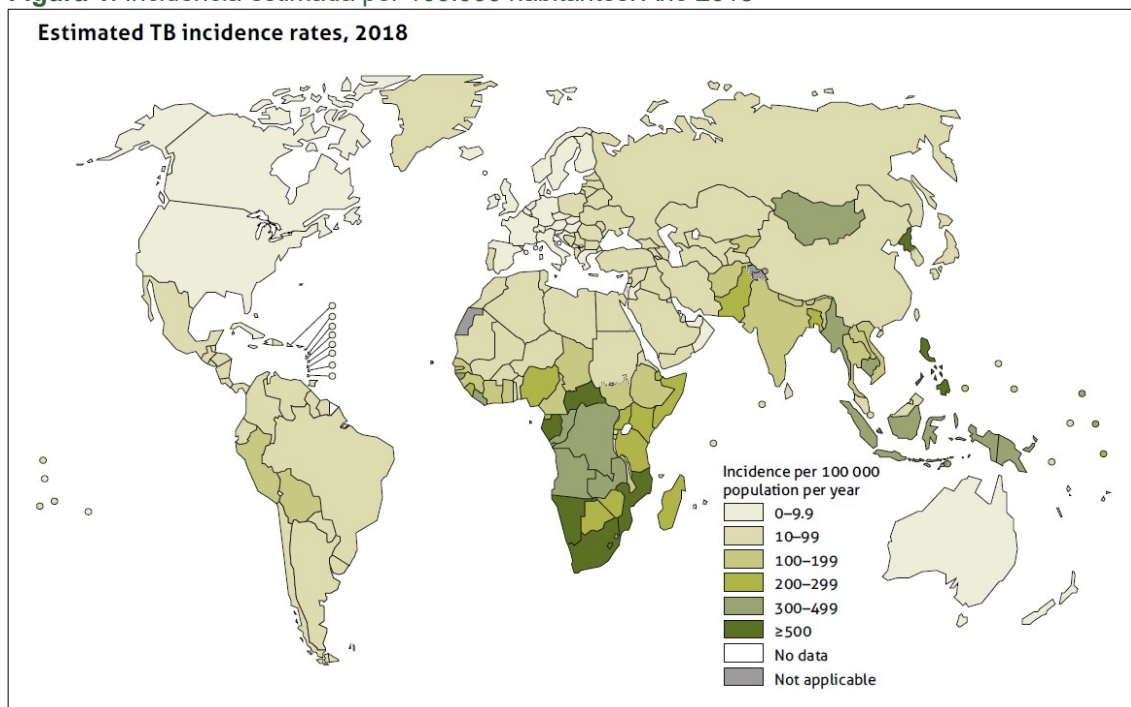 Estimated TB incidence rates, 2018
Incidence per 100 000
population per year
0–9.9
10–99
100–199
200–299
300–499
≥500
No data
Not applicable